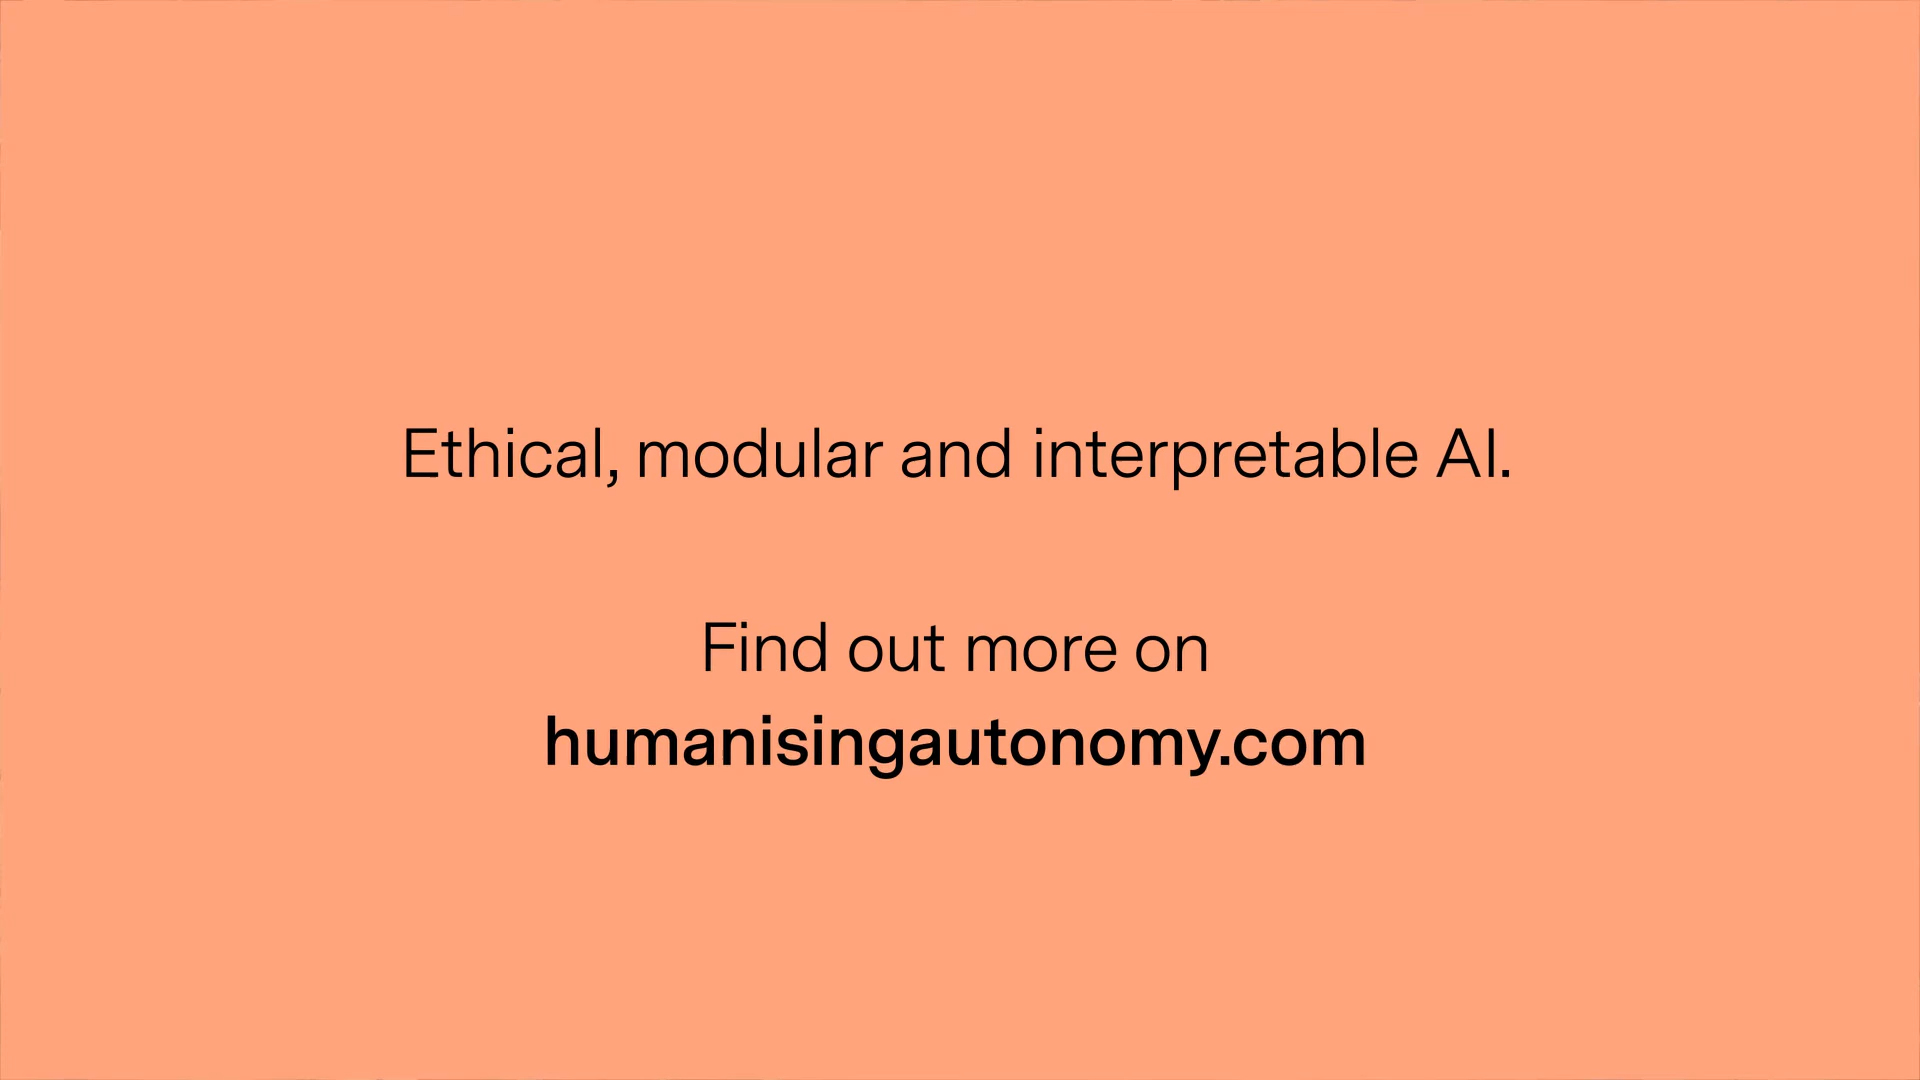 Ethical, modular and interpretable AI.
Find out more on
humanisingautonomy.com